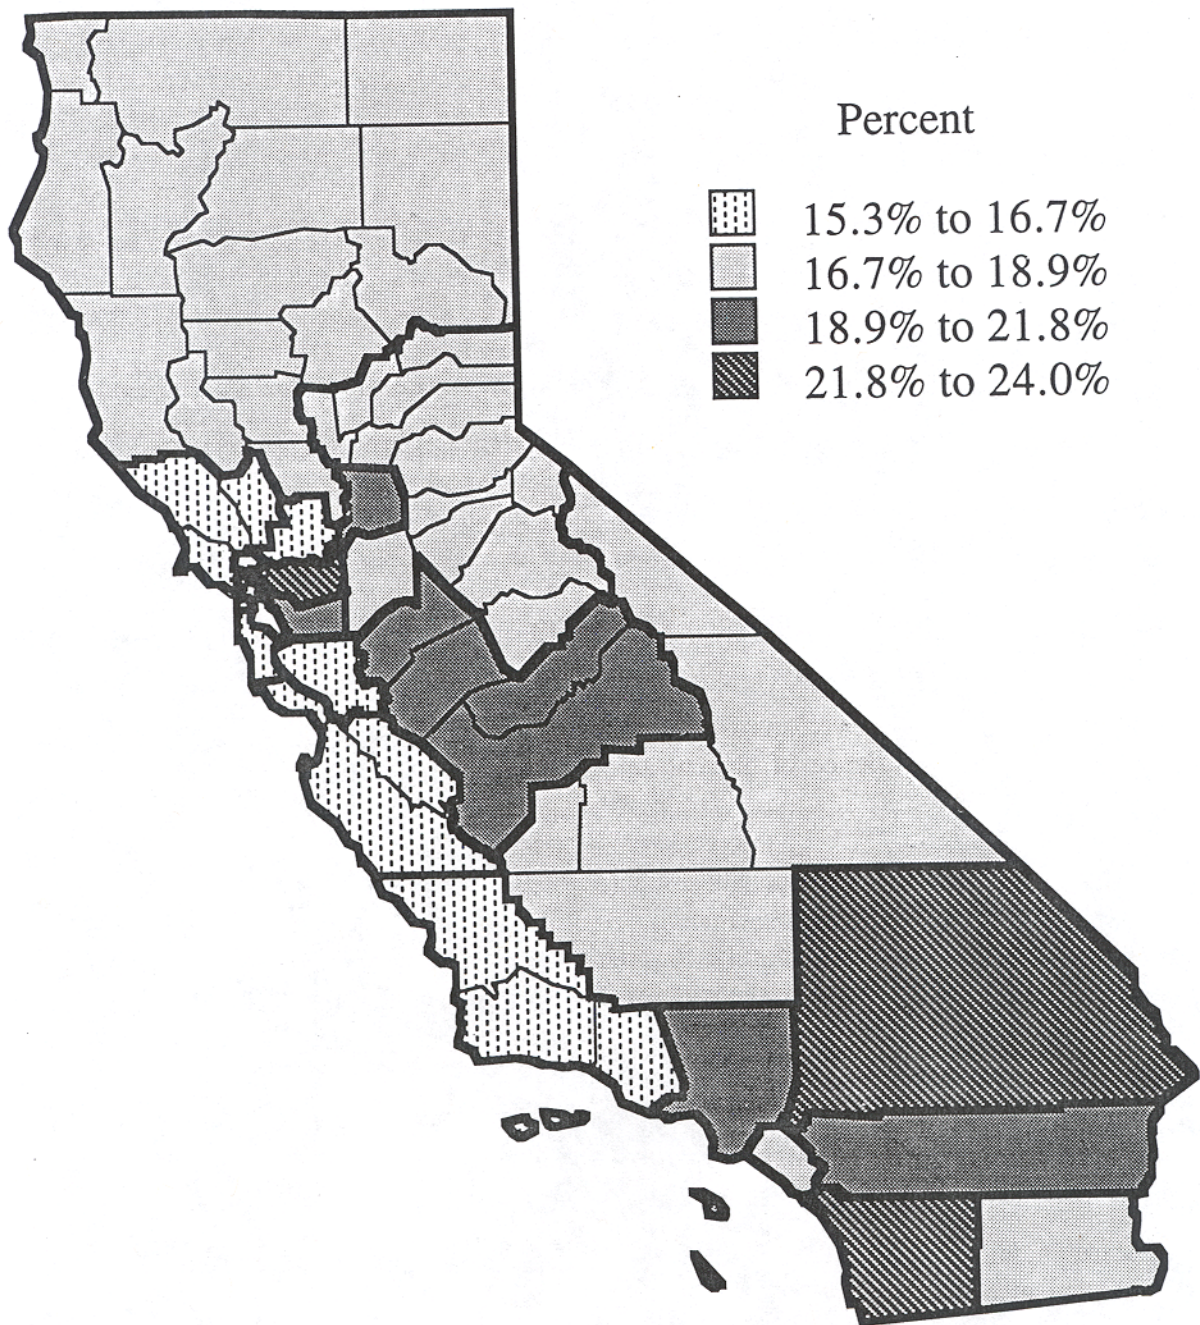 Percent
15.3% to 16.7%
16.7% to 18.9%
18.9% to 21.8%
21.8% to 24.0%